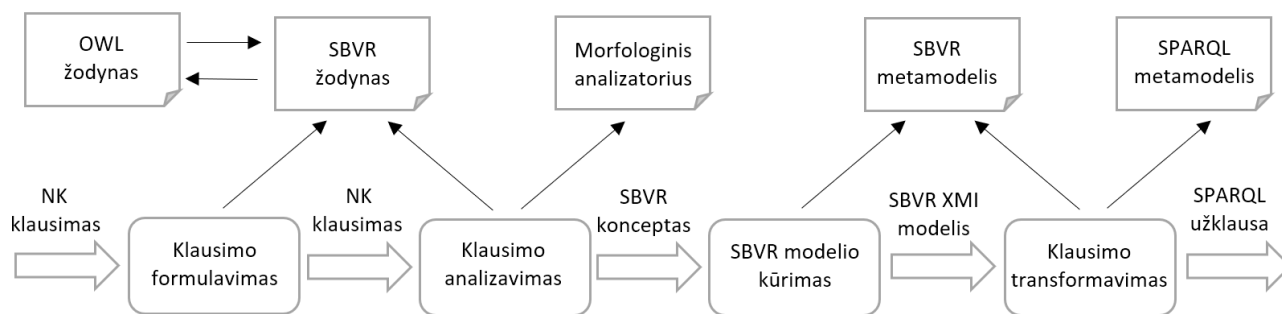 OWL
žodynas
SBVR
žodynas
Morfologinis
analizatorius
SBVR
metamodelis
SPARQL
metamodelis
NK
klausimas
Klausimo
formulavimas
NK
klausimas
Klausimo
analizavimas
SBVR
konceptas
SBVR modelio
kūrimas
SBVR XMI
modelis
Klausimo
transformavimas
SPARQL
užklausa